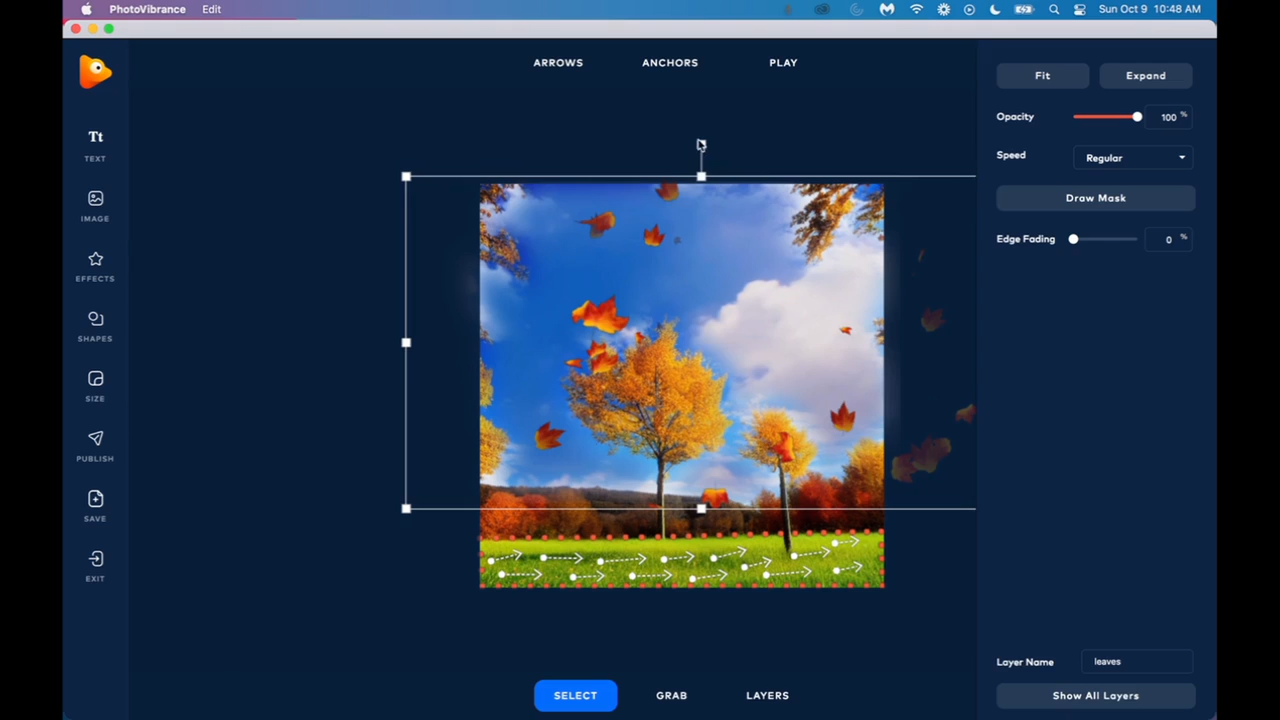 PhotoVibrance Edit Sun Oct 9 10:48 AM
ARROWS ANCHORS PLAY
Tt
TEXT
IMAGE
EFFECTS
SHAPES
SIZE
PUBLISH
SAVE
EXIT
Fit Expand
Opacity 100 %
Speed Regular
Draw Mask
Edge Fading 0 %
Layer Name leaves
Show All Layers
SELECT GRAB LAYERS